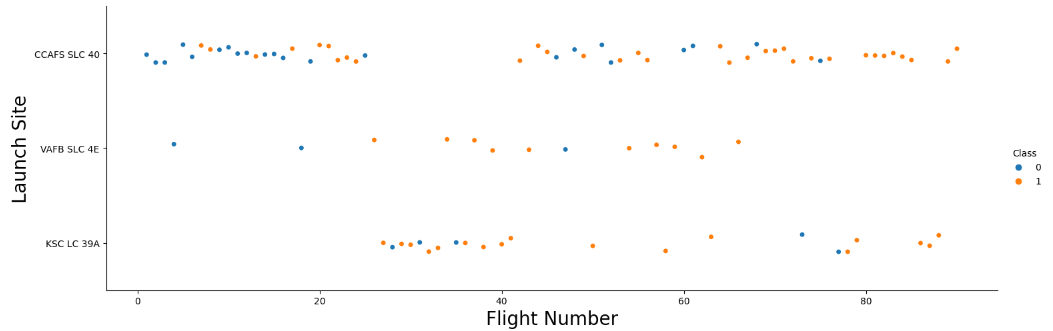 CCAFS SLC 40
VAFB SLC 4E
KSC LC 39A
Launch Site
0 20 40 60 80
Flight Number
Class
0
1